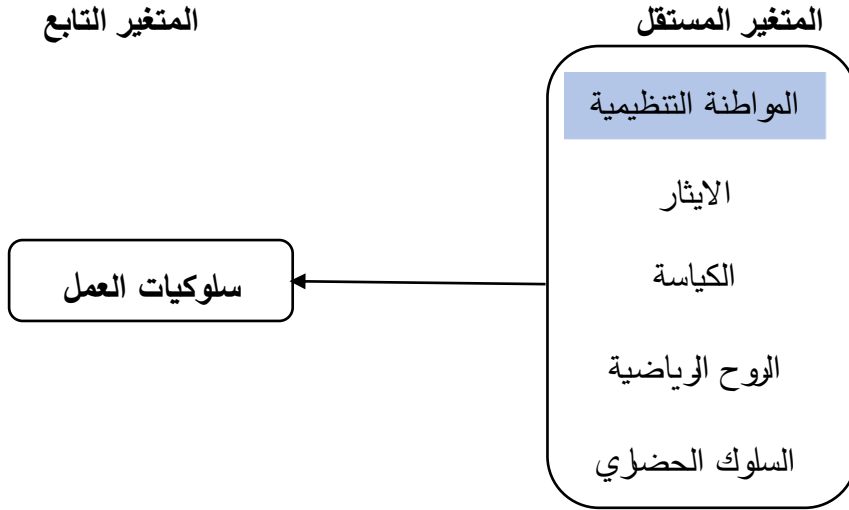 المتغير المستقل
المتغير التابع
المواطنة التنظيمية
الايثار
الكياسة
سلوكيات العمل
الروح الرياضية
السلوك الحضاري